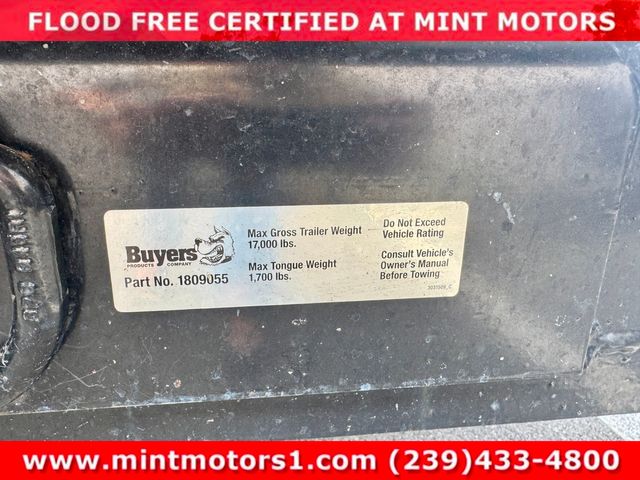 FLOOD FREE CERTIFIED AT MINT MOTORS
Buyers
PRODUCTS COMPANY
Part No. 1809055
Max Gross Trailer Weight
17,000 lbs.
Max Tongue Weight
1,700 lbs.
Do Not Exceed
Vehicle Rating
Consult Vehicle's
Owner's Manual
Before Towing
www.mintmotors1.com (239)433-4800